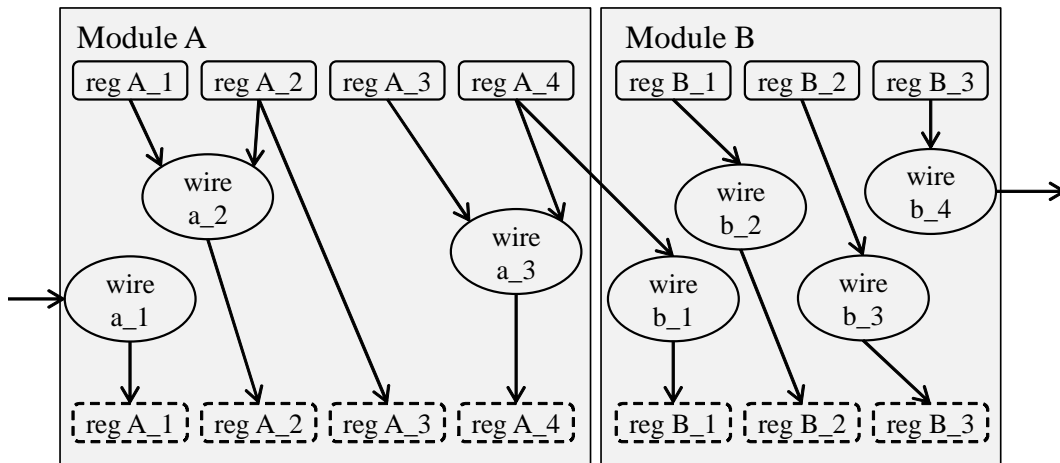 Module A
Module B
reg A_1
reg A_2
reg A_3
reg A_4
reg B_1
reg B_2
reg B_3
wire
a_2
wire
b_2
wire
b_4
wire
a_3
wire
a_1
wire
b_1
wire
b_3
reg A_1
reg A_2
reg A_3
reg A_4
reg B_1
reg B_2
reg B_3